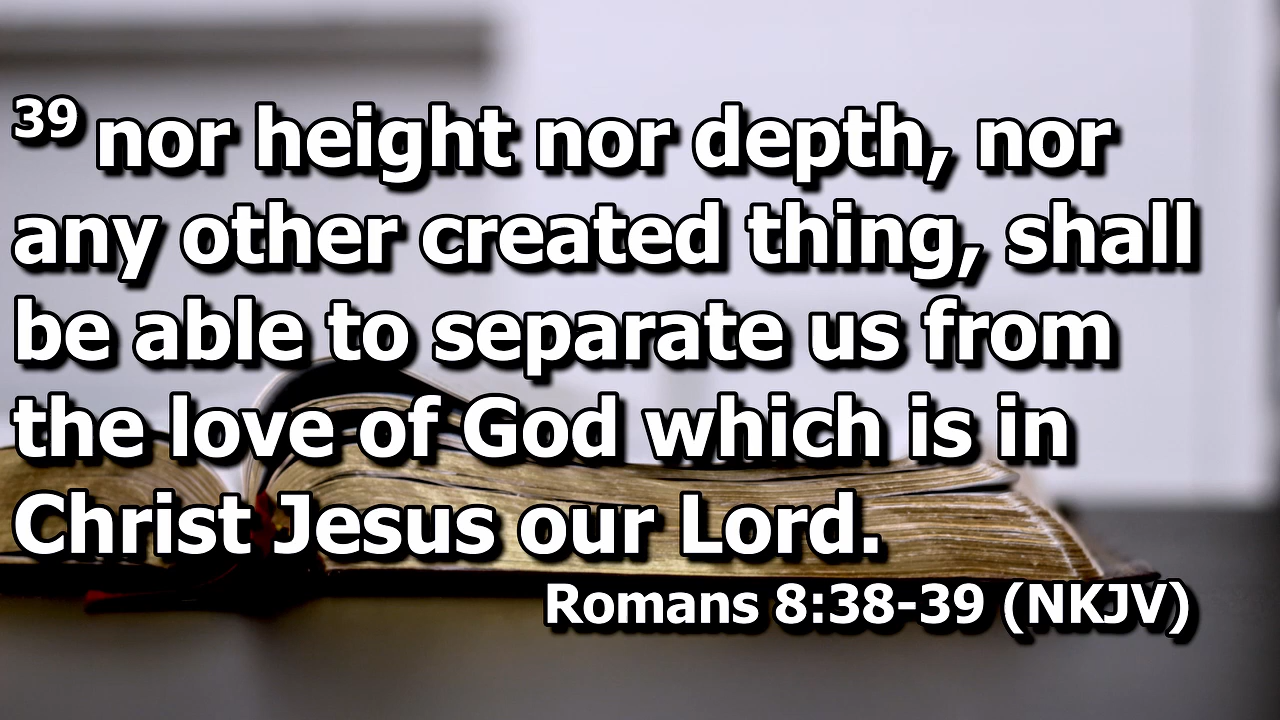 39 nor height nor depth, nor
any other created thing, shall
be able to separate us from
the love of God which is in
Christ Jesus our Lord.
Romans 8:38-39 (NKJV)